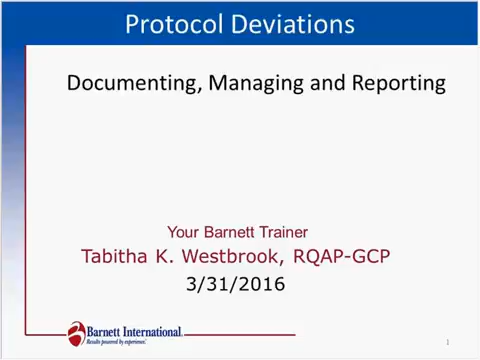 Protocol Deviations
Documenting, Managing and Reporting
Your Barnett Trainer
Tabitha K. Westbrook, RQAP-GCP
3/31/2016
Barnett International.
Results powered by experience.
1